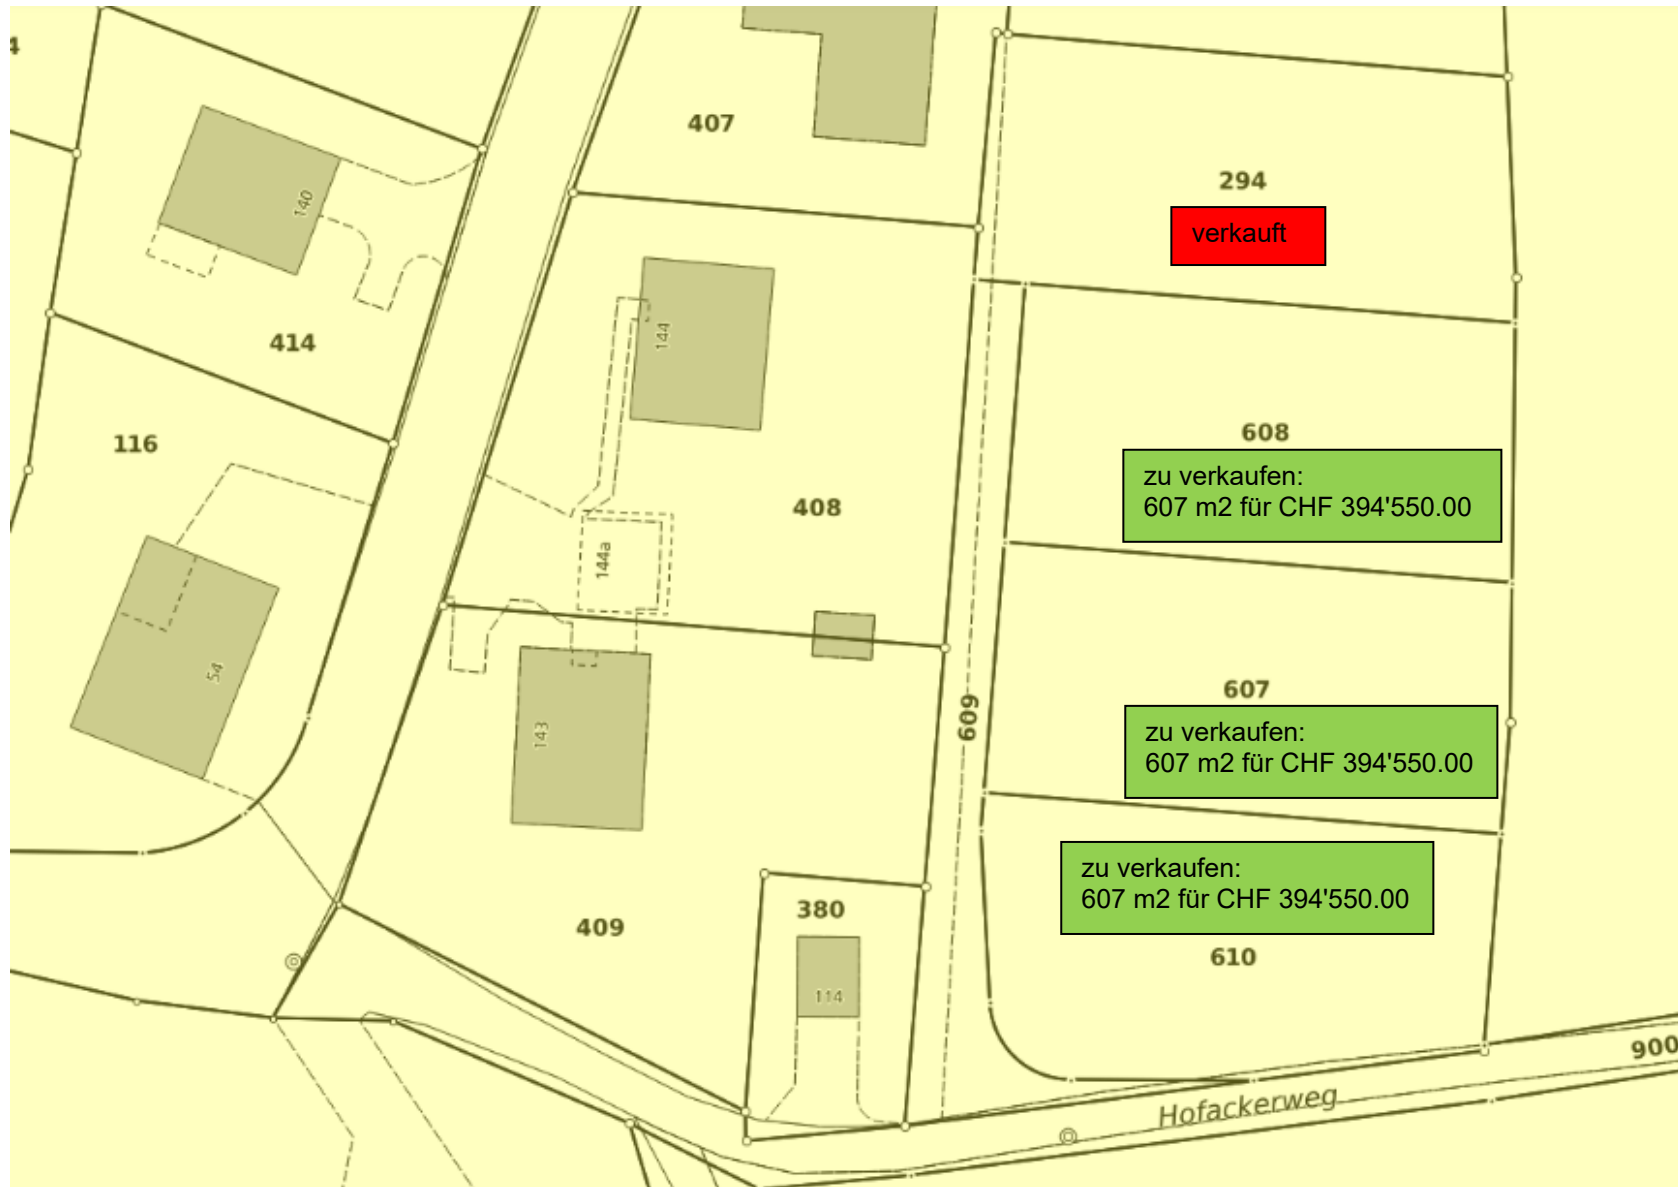 4
407
140
294
verkauft
414
144
116
608
zu verkaufen:
607 m2 für CHF 394'550.00
408
144a
54
143
609
607
zu verkaufen:
607 m2 für CHF 394'550.00
zu verkaufen:
607 m2 für CHF 394'550.00
380
409
610
114
900
Hofackerweg